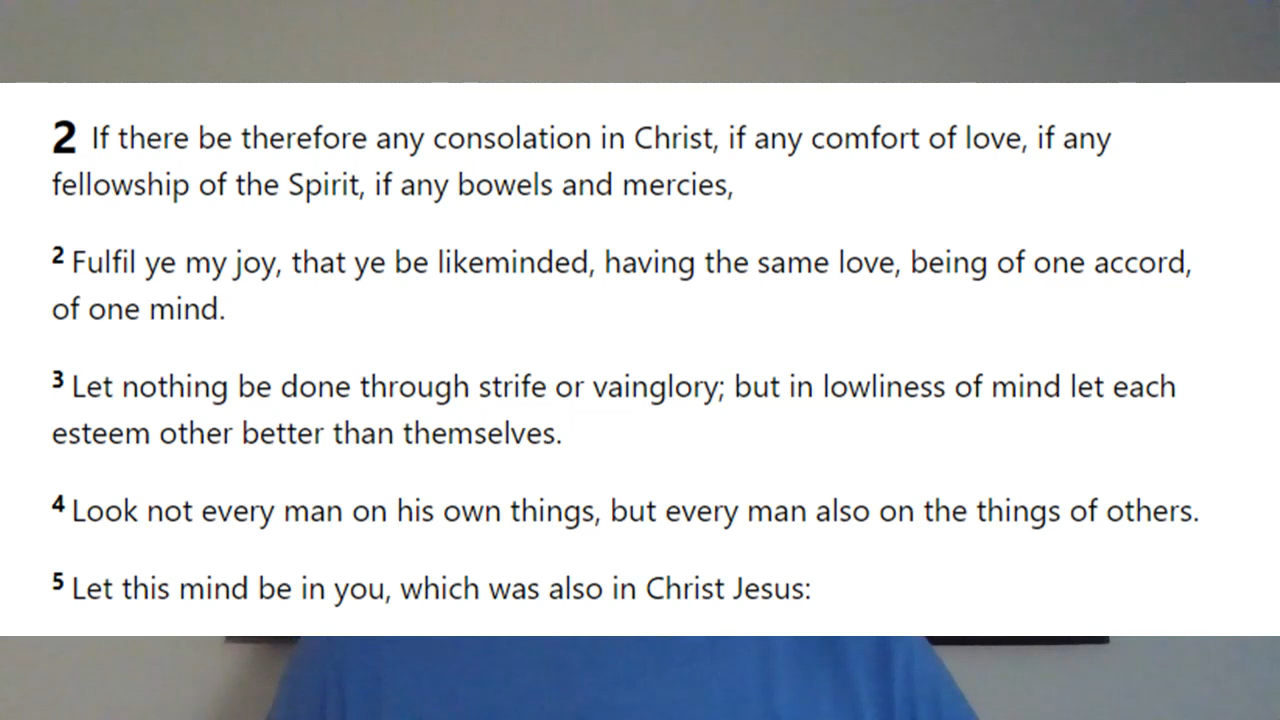 2 If there be therefore any consolation in Christ, if any comfort of love, if any
fellowship of the Spirit, if any bowels and mercies,
2 Fulfil ye my joy, that ye be likeminded, having the same love, being of one accord,
of one mind.
3 Let nothing be done through strife or vainglory; but in lowliness of mind let each
esteem other better than themselves.
4 Look not every man on his own things, but every man also on the things of others.
5 Let this mind be in you, which was also in Christ Jesus: